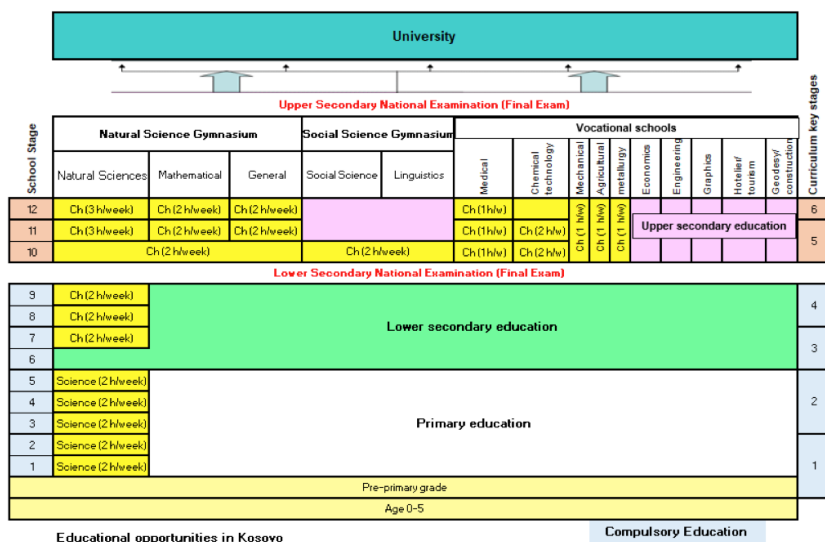 University
Upper Secondary National Examination (Final Exam)
School Stage
Natural Science Gymnasium
Social Science Gymnasium
Vocational schools
Curriculum key stages
Natural Sciences
Mathematical
General
Social Science
Linguistics
Medical
Chemical
technology
Mechanical
Agricultural
metallurgy
Economics
Engineering
Graphics
Hotelier/
tourism
Geodesy/
construction
12
Ch (3 h/week)
Ch (2 h/week)
Ch (2 h/week)
Ch (1 h/w)
Ch (1 h/w)
Ch (1 h/w)
Ch (1 h/w)
6
11
Ch (3 h/week)
Ch (2 h/week)
Ch (2 h/week)
Ch (1 h/w)
Ch (2 h/w)
Upper secondary education
5
10
Ch (2 h/week)
Ch (2 h/week)
Ch (1 h/w)
Ch (2 h/w)
Lower Secondary National Examination (Final Exam)
9
Ch (2 h/week)
4
8
Ch (2 h/week)
Lower secondary education
7
Ch (2 h/week)
3
6
5
Science (2 h/week)
2
4
Science (2 h/week)
3
Science (2 h/week)
Primary education
2
Science (2 h/week)
1
1
Science (2 h/week)
Pre-primary grade
Age 0-5
Educational opportunities in Kosovo
Compulsory Education